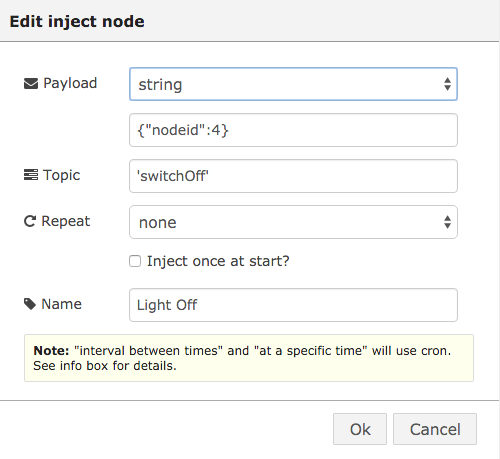 Edit inject node
Payload string
{"nodeid":4}
Topic 'switchOff'
Repeat none
Inject once at start?
Name Light Off
Note: "interval between times" and "at a specific time" will use cron.
See info box for details.
Ok Cancel